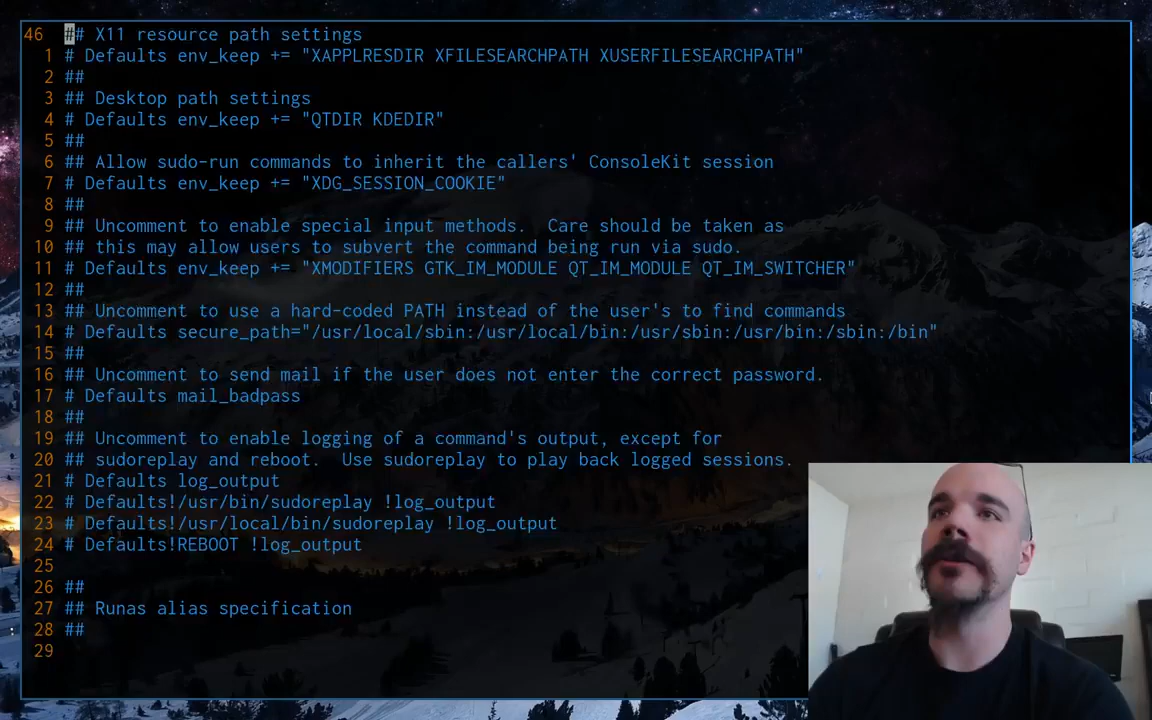 46 ## X11 resource path settings
1 # Defaults env_keep += "XAPPLRESDIR XFILESEARCHPATH XUSERFILESEARCHPATH"
2 ##
3 ## Desktop path settings
4 # Defaults env_keep += "QTDIR KDEDIR"
5 ##
6 ## Allow sudo-run commands to inherit the callers' ConsoleKit session
7 # Defaults env_keep += "XDG_SESSION_COOKIE"
8 ##
9 ## Uncomment to enable special input methods.  Care should be taken as
10 ## this may allow users to subvert the command being run via sudo.
11 # Defaults env_keep += "XMODIFIERS GTK_IM_MODULE QT_IM_MODULE QT_IM_SWITCHER"
12 ##
13 ## Uncomment to use a hard-coded PATH instead of the user's to find commands
14 # Defaults secure_path="/usr/local/sbin:/usr/local/bin:/usr/sbin:/usr/bin:/sbin:/bin"
15 ##
16 ## Uncomment to send mail if the user does not enter the correct password.
17 # Defaults mail_badpass
18 ##
19 ## Uncomment to enable logging of a command's output, except for
20 ## sudoreplay and reboot.  Use sudoreplay to play back logged sessions.
21 # Defaults log_output
22 # Defaults!/usr/bin/sudoreplay !log_output
23 # Defaults!/usr/local/bin/sudoreplay !log_output
24 # Defaults!REBOOT !log_output
25
26 ##
27 ## Runas alias specification
28 ##
29